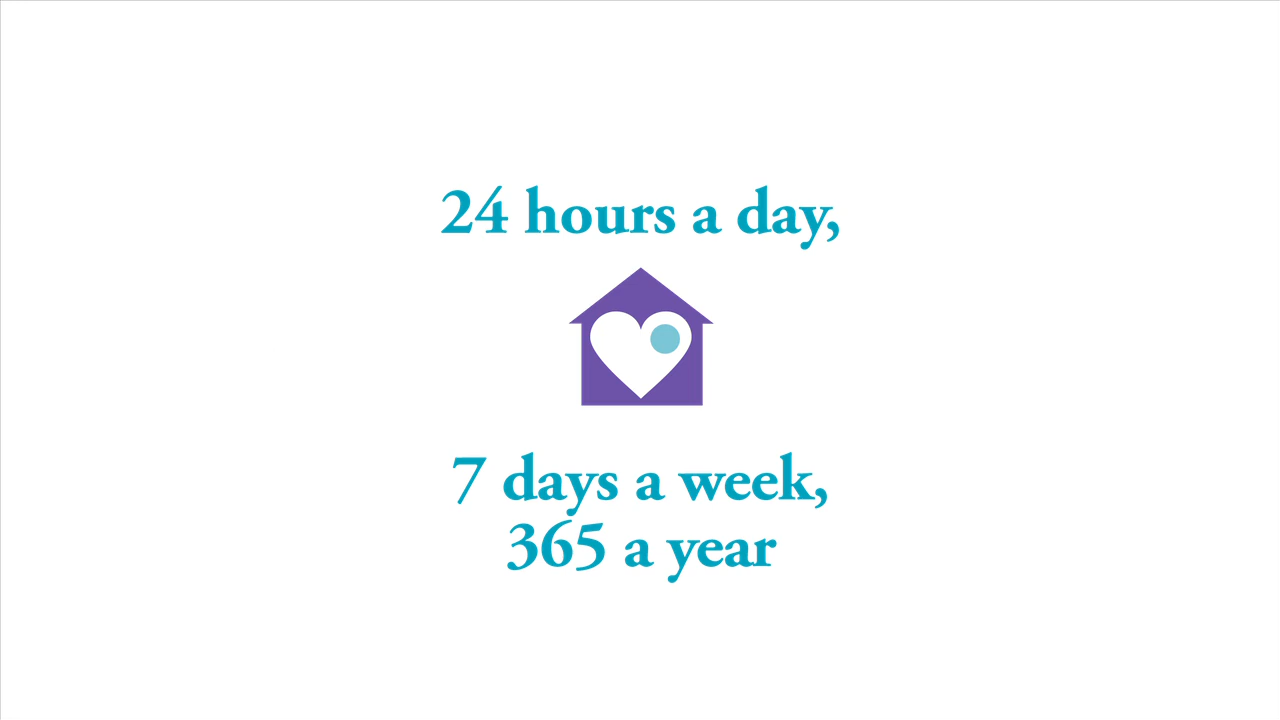 24 hours a day,
7 days a week,
365 a year